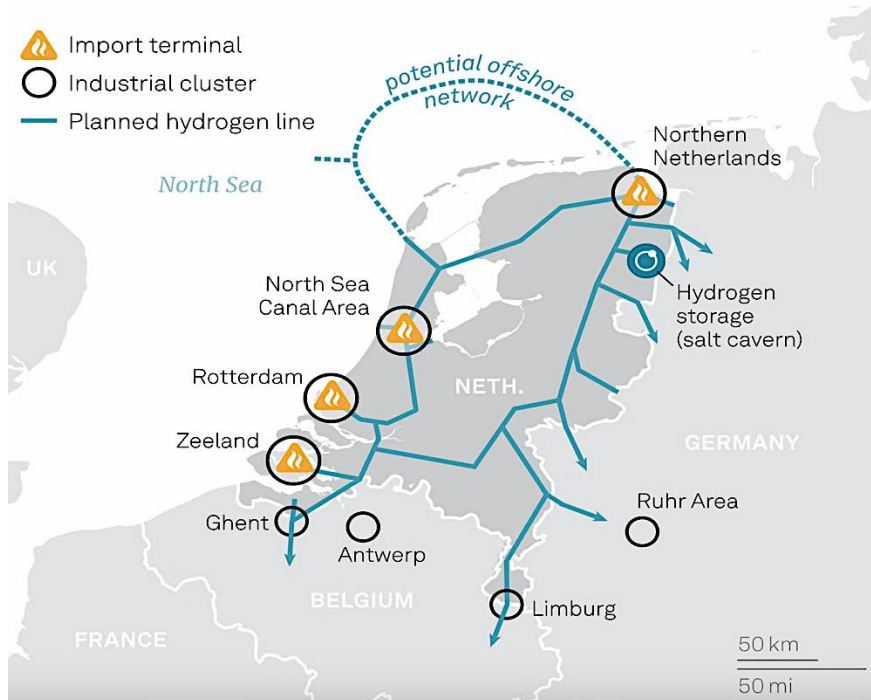 Import terminal
Industrial cluster
Planned hydrogen line
potential offshore
network
Northern
Netherlands
North Sea
UK
North Sea
Canal Area
Hydrogen
storage
(salt cavern)
Rotterdam
NETH.
Zeeland
GERMANY
Ghent
Antwerp
Ruhr Area
BELGIUM
Limburg
FRANCE
50 km
50 mi